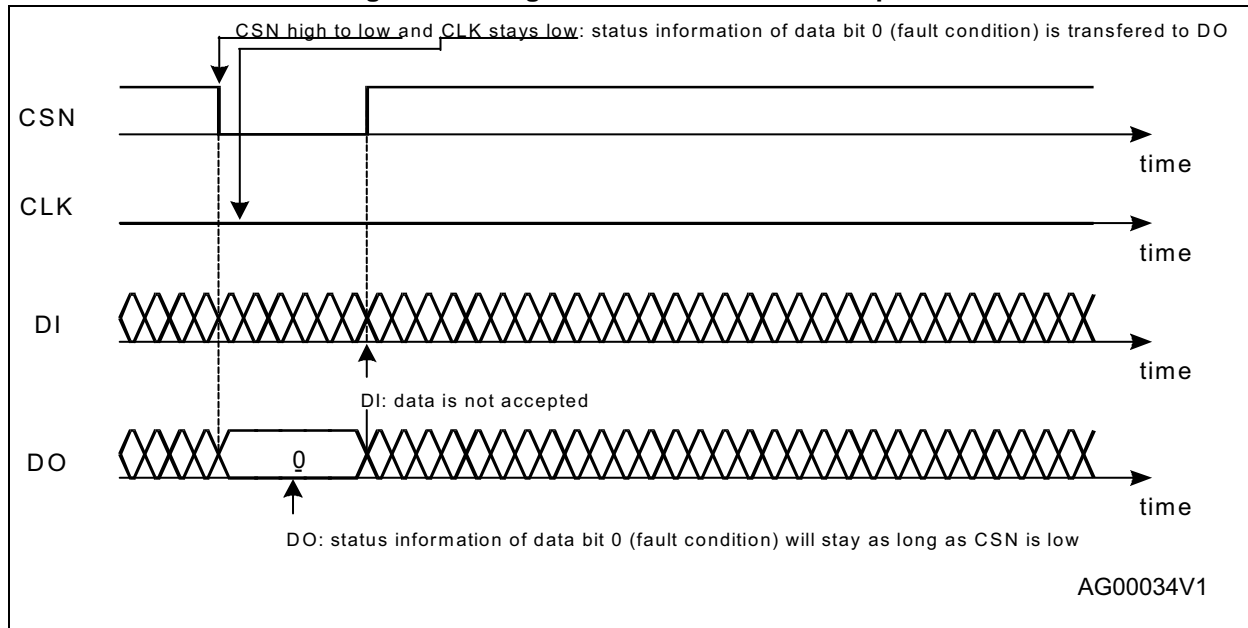 CSN high to low and CLK stays low: status information of data bit 0 (fault condition) is transfered to DO
CSN
time
CLK
time
DI
time
DI: data is not accepted
DO
0
time
DO: status information of data bit 0 (fault condition) will stay as long as CSN is low
AG00034V1